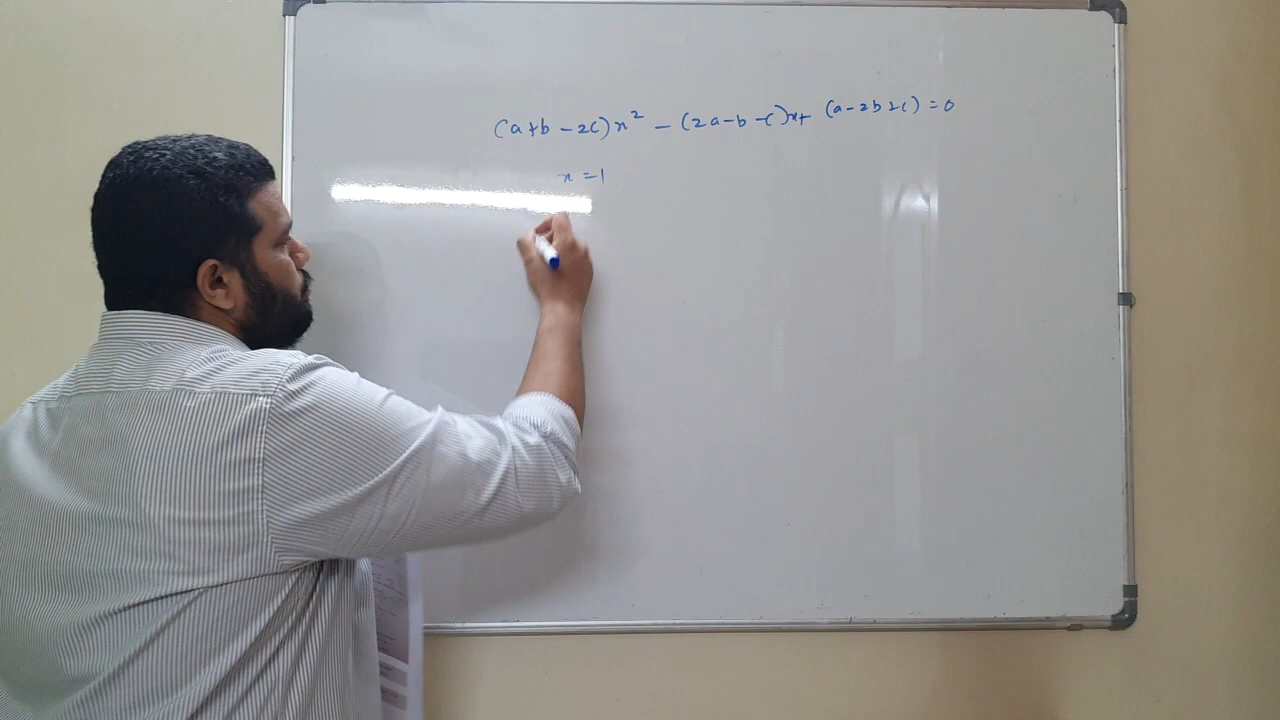 (a+b-2c)x² - (2a-b-c)x+ (a-2b+c) = 0
x = 1